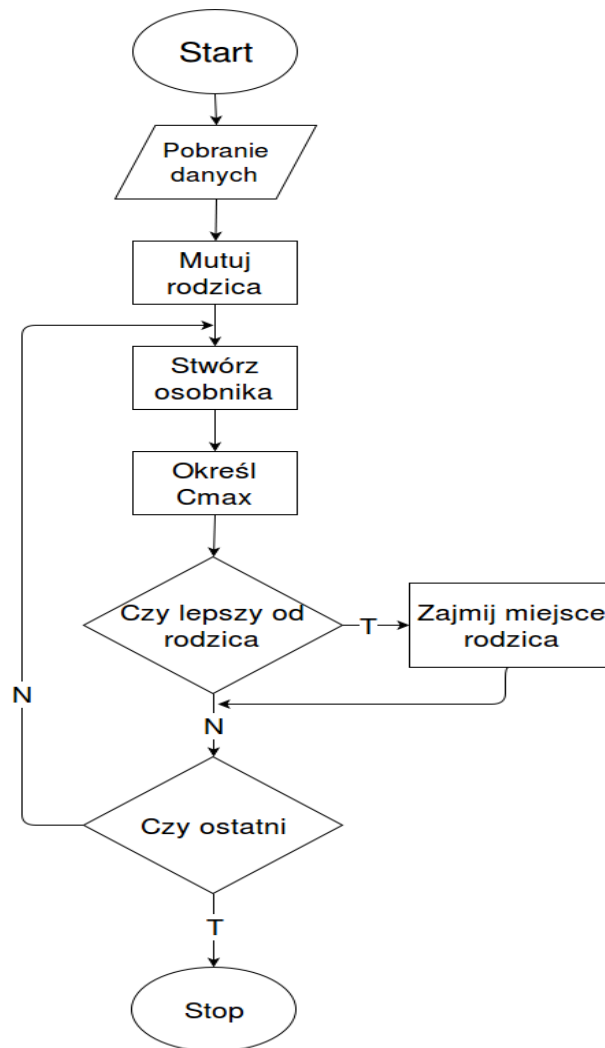 Start
Pobranie
danych
Mutuj
rodzica
Stwórz
osobnika
Określ
Cmax
Czy lepszy od
rodzica
T
Zajmij miejsce
rodzica
N
N
Czy ostatni
T
Stop